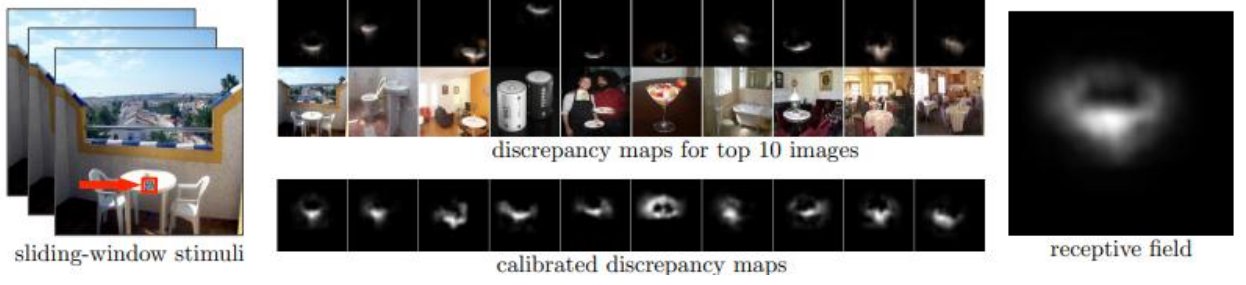 sliding-window stimuli
discrepancy maps for top 10 images
calibrated discrepancy maps
receptive field